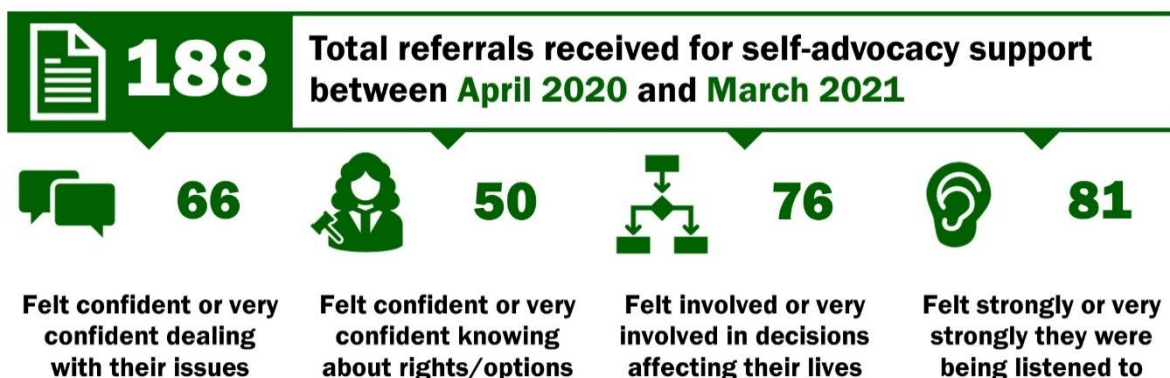 188
Total referrals received for self-advocacy support
between April 2020 and March 2021
66
Felt confident or very
confident dealing
with their issues
50
Felt confident or very
confident knowing
about rights/options
76
Felt involved or very
involved in decisions
affecting their lives
81
Felt strongly or very
strongly they were
being listened to